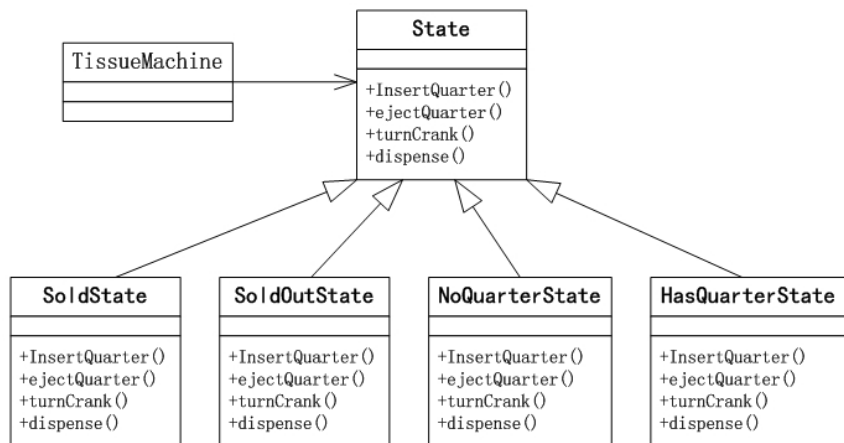 State
TissueMachine
+InsertQuarter()
+ejectQuarter()
+turnCrank()
+dispense()
SoldState
+InsertQuarter()
+ejectQuarter()
+turnCrank()
+dispense()
SoldOutState
+InsertQuarter()
+ejectQuarter()
+turnCrank()
+dispense()
NoQuarterState
+InsertQuarter()
+ejectQuarter()
+turnCrank()
+dispense()
HasQuarterState
+InsertQuarter()
+ejectQuarter()
+turnCrank()
+dispense()